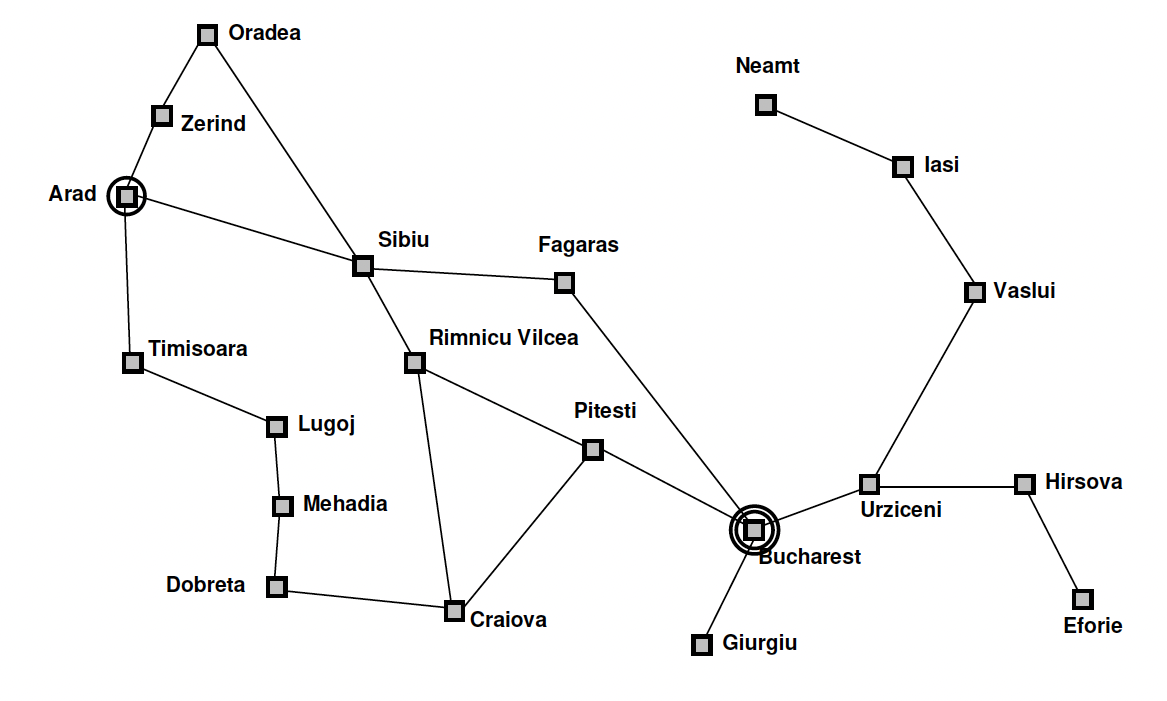 Oradea
Neamt
Zerind
Iasi
Arad
Sibiu
Fagaras
Vaslui
Rimnicu Vilcea
Timisoara
Pitesti
Lugoj
Hirsova
Mehadia
Urziceni
Bucharest
Dobreta
Craiova
Eforie
Giurgiu